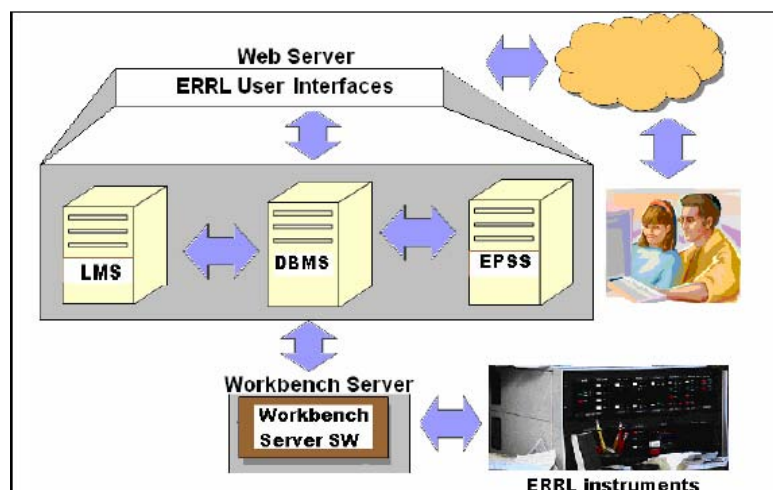 Web Server
ERRL User Interfaces
LMS
DBMS
EPSS
Workbench Server
Workbench
Server SW
ERRL instruments